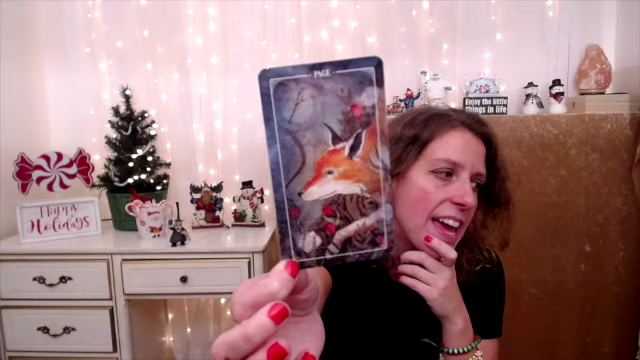 PAGE
Happy
Holidays
Enjoy the little
things in life